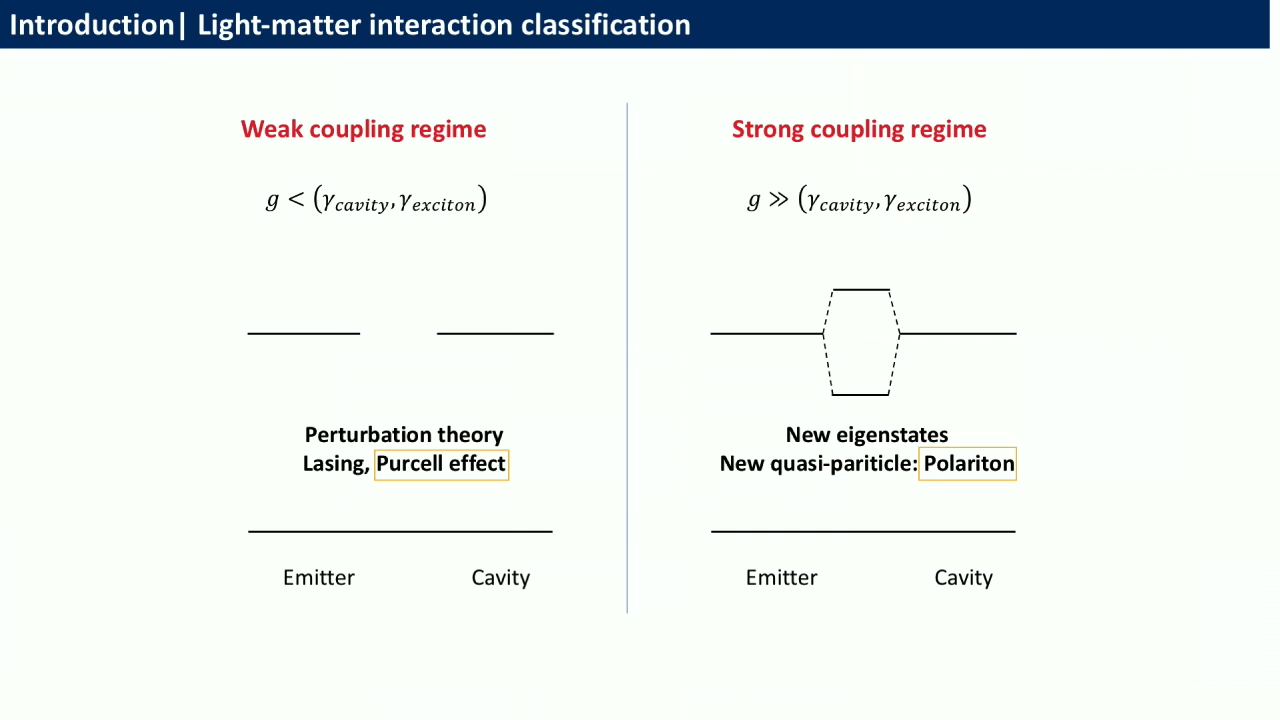 Introduction| Light-matter interaction classification
Weak coupling regime
g < (γcavity, γexciton)
Perturbation theory
Lasing, Purcell effect
Emitter Cavity
Strong coupling regime
g ≫ (γcavity, γexciton)
New eigenstates
New quasi-pariticle: Polariton
Emitter Cavity